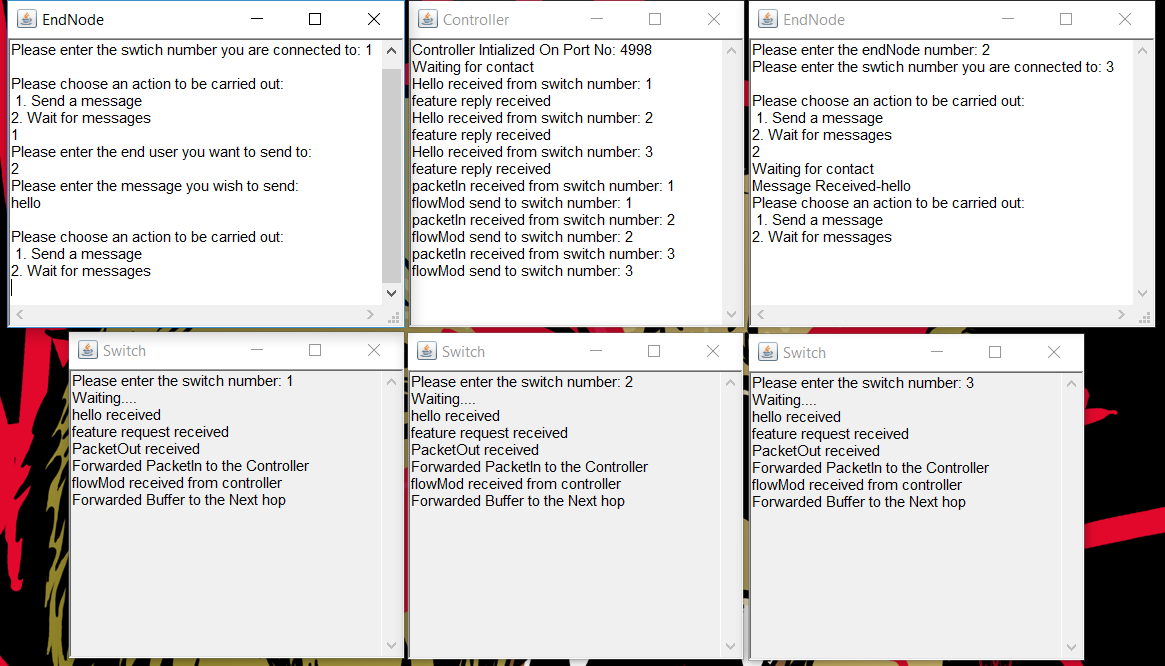 EndNode
Please enter the swtich number you are connected to: 1
Please choose an action to be carried out:
1. Send a message
2. Wait for messages
1
Please enter the end user you want to send to:
2
Please enter the message you wish to send:
hello
Please choose an action to be carried out:
1. Send a message
2. Wait for messages
Controller
Controller Intialized On Port No: 4998
Waiting for contact
Hello received from switch number: 1
feature reply received
Hello received from switch number: 2
feature reply received
Hello received from switch number: 3
feature reply received
packetIn received from switch number: 1
flowMod send to switch number: 1
packetIn received from switch number: 2
flowMod send to switch number: 2
packetIn received from switch number: 3
flowMod send to switch number: 3
EndNode
Please enter the endNode number: 2
Please enter the swtich number you are connected to: 3
Please choose an action to be carried out:
1. Send a message
2. Wait for messages
2
Waiting for contact
Message Received-hello
Please choose an action to be carried out:
1. Send a message
2. Wait for messages
Switch
Please enter the switch number: 1
Waiting....
hello received
feature request received
PacketOut received
Forwarded PacketIn to the Controller
flowMod received from controller
Forwarded Buffer to the Next hop
Switch
Please enter the switch number: 2
Waiting....
hello received
feature request received
PacketOut received
Forwarded PacketIn to the Controller
flowMod received from controller
Forwarded Buffer to the Next hop
Switch
Please enter the switch number: 3
Waiting....
hello received
feature request received
PacketOut received
Forwarded PacketIn to the Controller
flowMod received from controller
Forwarded Buffer to the Next hop